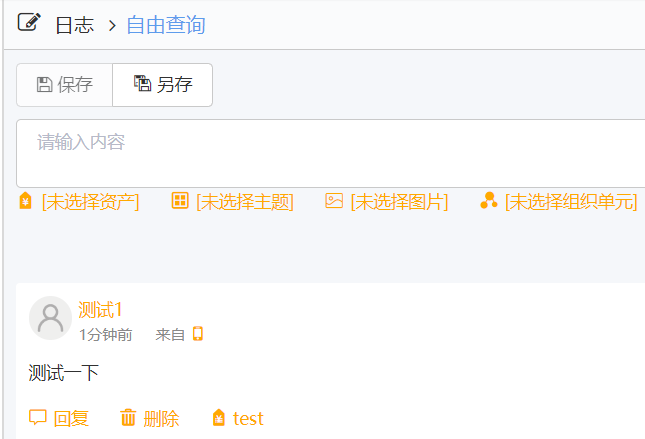 日志 > 自由查询
保存 另存
请输入内容
[未选择资产] [未选择主题] [未选择图片] [未选择组织单元]
测试1
1分钟前 来自
测试一下
回复 删除 test